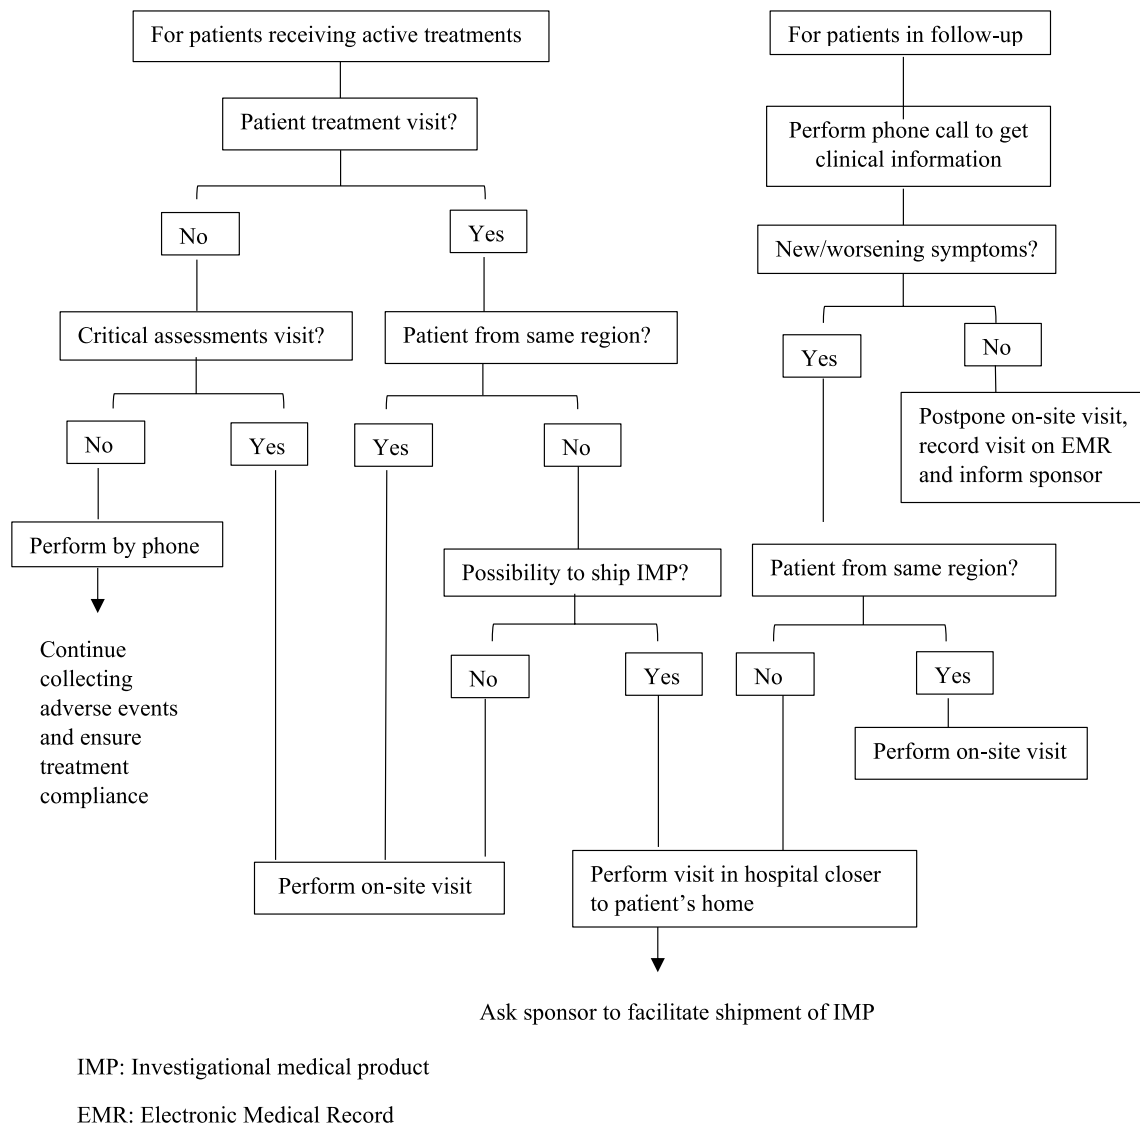 For patients receiving active treatments
For patients in follow-up
Patient treatment visit?
Perform phone call to get
clinical information
No
Yes
New/worsening symptoms?
Critical assessments visit?
Patient from same region?
Yes
No
No
Yes
Yes
No
Postpone on-site visit,
record visit on EMR
and inform sponsor
Perform by phone
Possibility to ship IMP?
Patient from same region?
Continue
collecting
adverse events
and ensure
treatment
compliance
No
Yes
No
Yes
Perform on-site visit
Perform on-site visit
Perform visit in hospital closer
to patient’s home
Ask sponsor to facilitate shipment of IMP
IMP: Investigational medical product
EMR: Electronic Medical Record